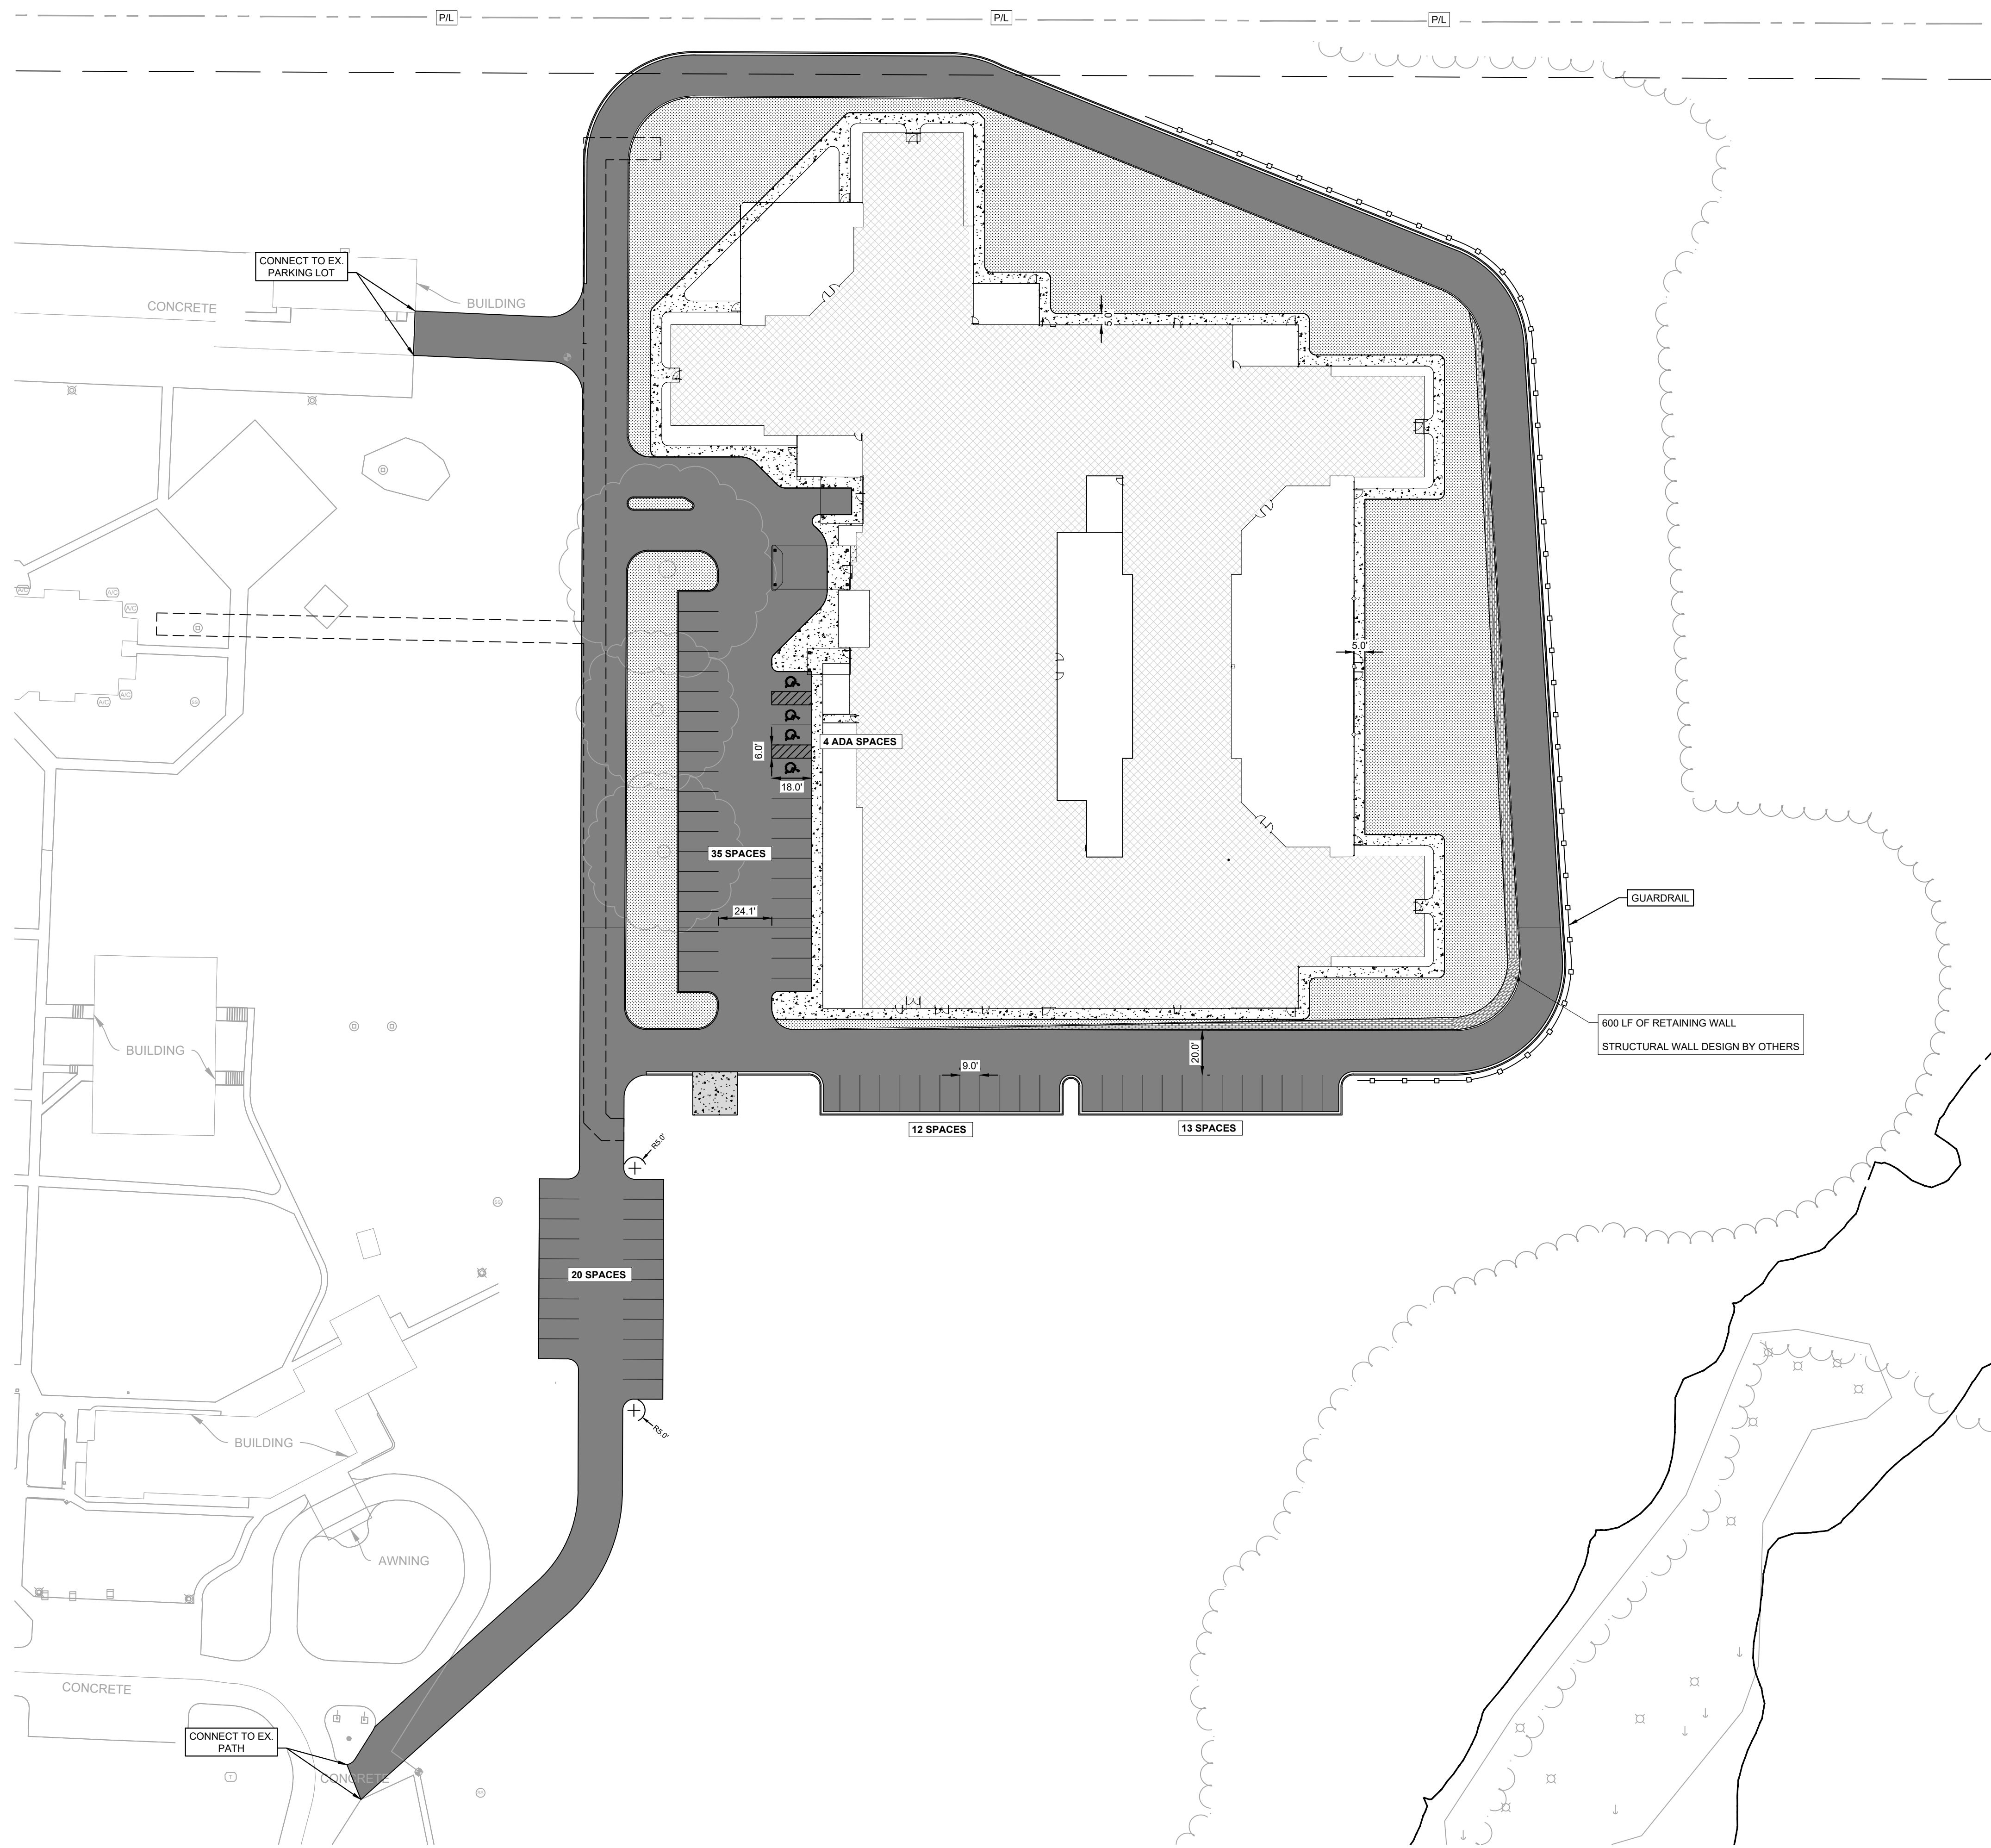 P/L
P/L
P/L
CONNECT TO EX.
PARKING LOT
BUILDING
CONCRETE
5.0'
A/C
A/C
A/C
A/C
A/C
5.0'
4 ADA SPACES
6.0'
18.0'
35 SPACES
24.1'
GUARDRAIL
600 LF OF RETAINING WALL
STRUCTURAL WALL DESIGN BY OTHERS
BUILDING
20.0'
9.0'
12 SPACES
13 SPACES
R5.0'
20 SPACES
R5.0'
BUILDING
AWNING
CONCRETE
CONNECT TO EX.
PATH
CONCRETE
T